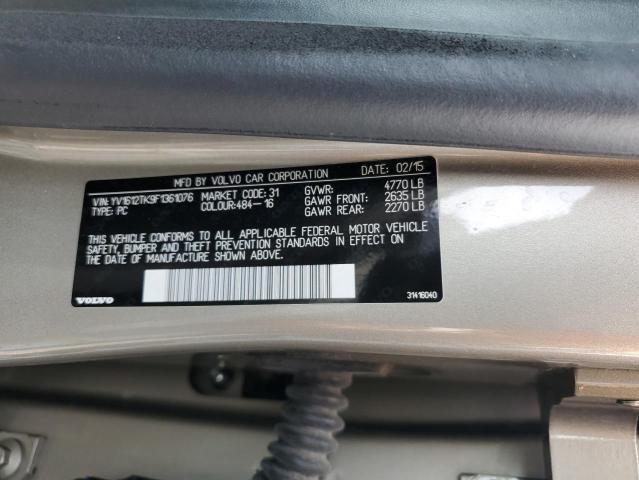 MFD BY VOLVO CAR CORPORATION DATE: 02/15
VIN: YV1612TK9F1361076 MARKET CODE: 31 GVWR: 4770 LB
TYPE: PC COLOUR:484-16 GAWR FRONT: 2635 LB
GAWR REAR: 2270 LB
THIS VEHICLE CONFORMS TO ALL APPLICABLE FEDERAL MOTOR VEHICLE
SAFETY, BUMPER AND THEFT PREVENTION STANDARDS IN EFFECT ON
THE DATE OF MANUFACTURE SHOWN ABOVE.
VOLVO 31416040